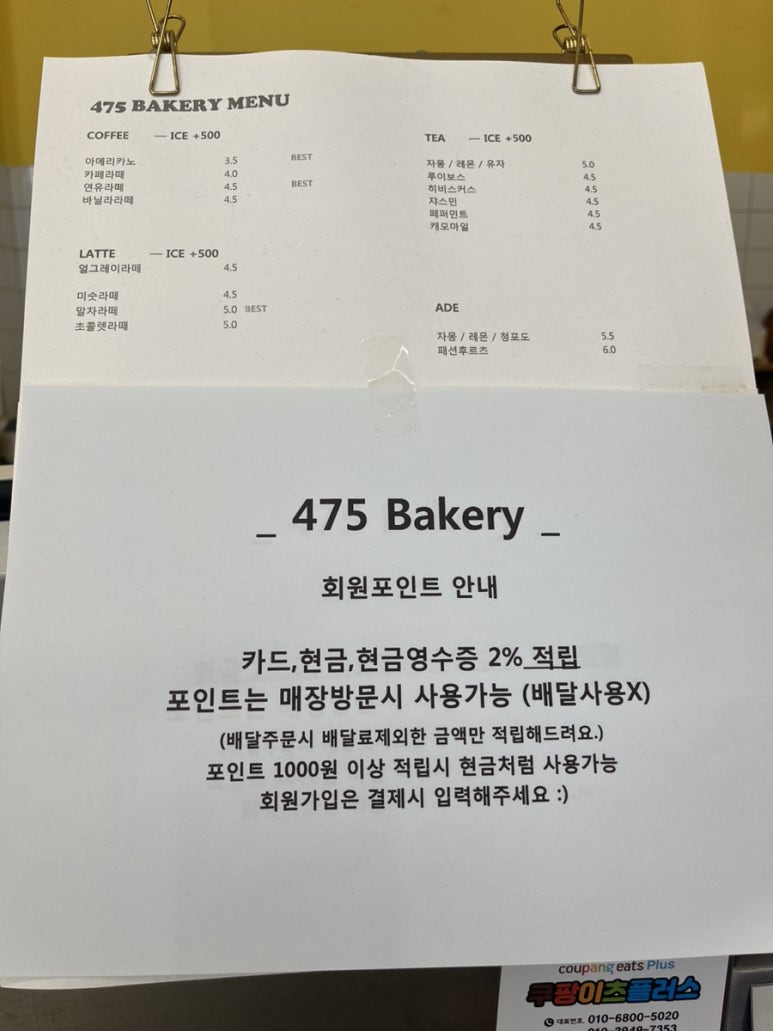 475 BAKERY MENU
COFFEE — ICE +500
아메리카노 3.5 BEST
카페라떼 4.0
연유라떼 4.5 BEST
바닐라라떼 4.5
LATTE — ICE +500
얼그레이라떼 4.5
미숫라떼 4.5
말차라떼 5.0 BEST
초콜렛라떼 5.0
TEA — ICE +500
자몽 / 레몬 / 유자 5.0
루이보스 4.5
히비스커스 4.5
쟈스민 4.5
페퍼민트 4.5
캐모마일 4.5
ADE
자몽 / 레몬 / 청포도 5.5
패션후르츠 6.0
_ 475 Bakery _
회원포인트 안내
카드,현금,현금영수증 2% 적립
포인트는 매장방문시 사용가능 (배달사용X)
(배달주문시 배달료제외한 금액만 적립해드려요.)
포인트 1000원 이상 적립시 현금처럼 사용가능
회원가입은 결제시 입력해주세요 :)
coupang eats Plus
쿠팡이츠플러스
대표번호. 010-6800-5020
010-3949-7353